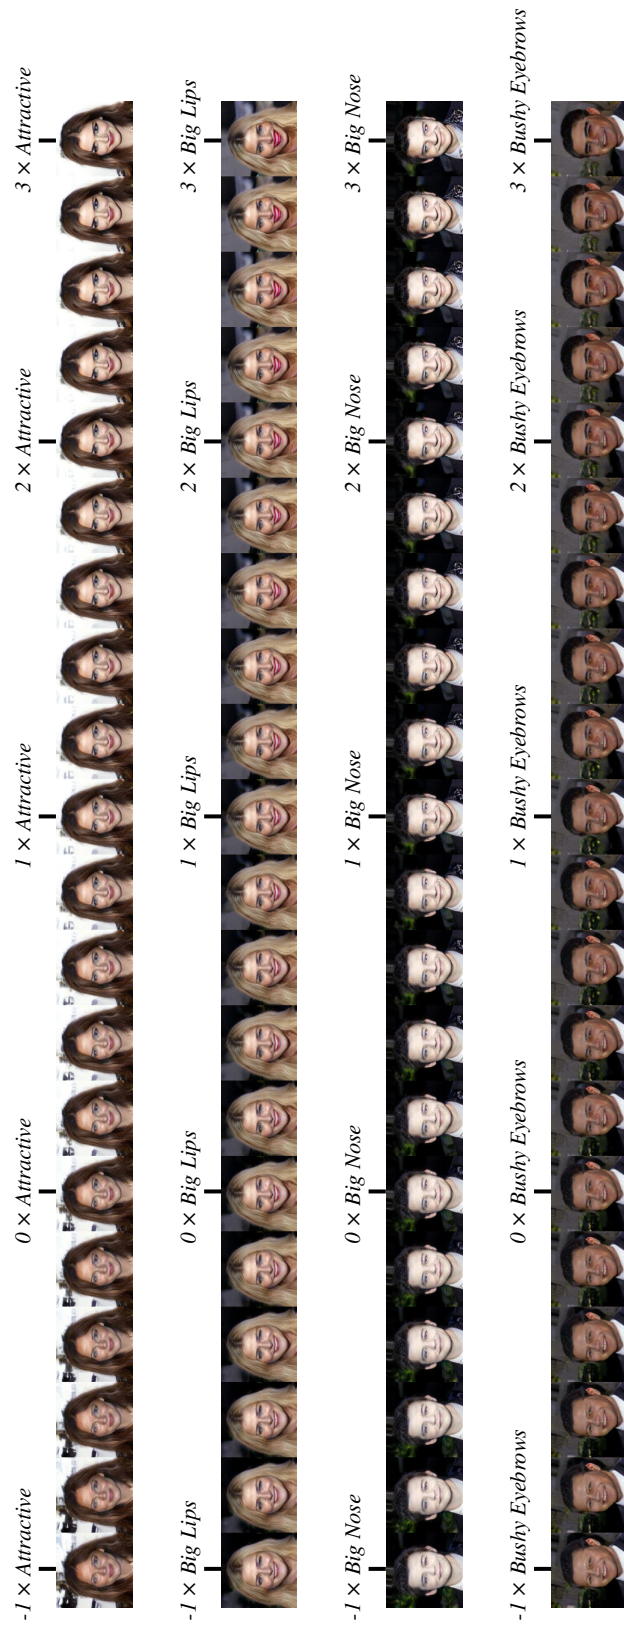 -1 × Attractive 0 × Attractive 1 × Attractive 2 × Attractive 3 × Attractive
-1 × Big Lips 0 × Big Lips 1 × Big Lips 2 × Big Lips 3 × Big Lips
-1 × Big Nose 0 × Big Nose 1 × Big Nose 2 × Big Nose 3 × Big Nose
-1 × Bushy Eyebrows 0 × Bushy Eyebrows 1 × Bushy Eyebrows 2 × Bushy Eyebrows 3 × Bushy Eyebrows